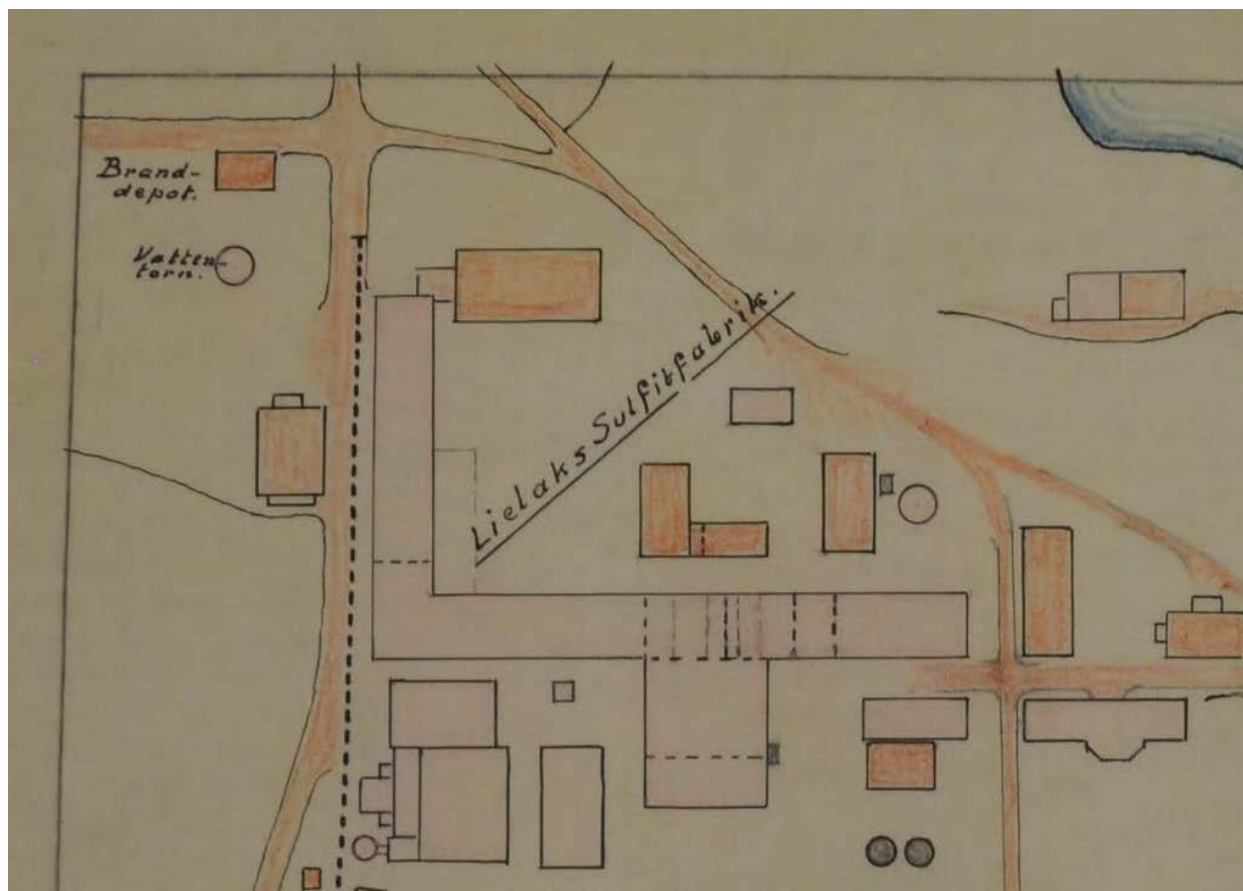 Brand-
depot.
Vatten-
torn.
Lielaks Sulfitfabrik.